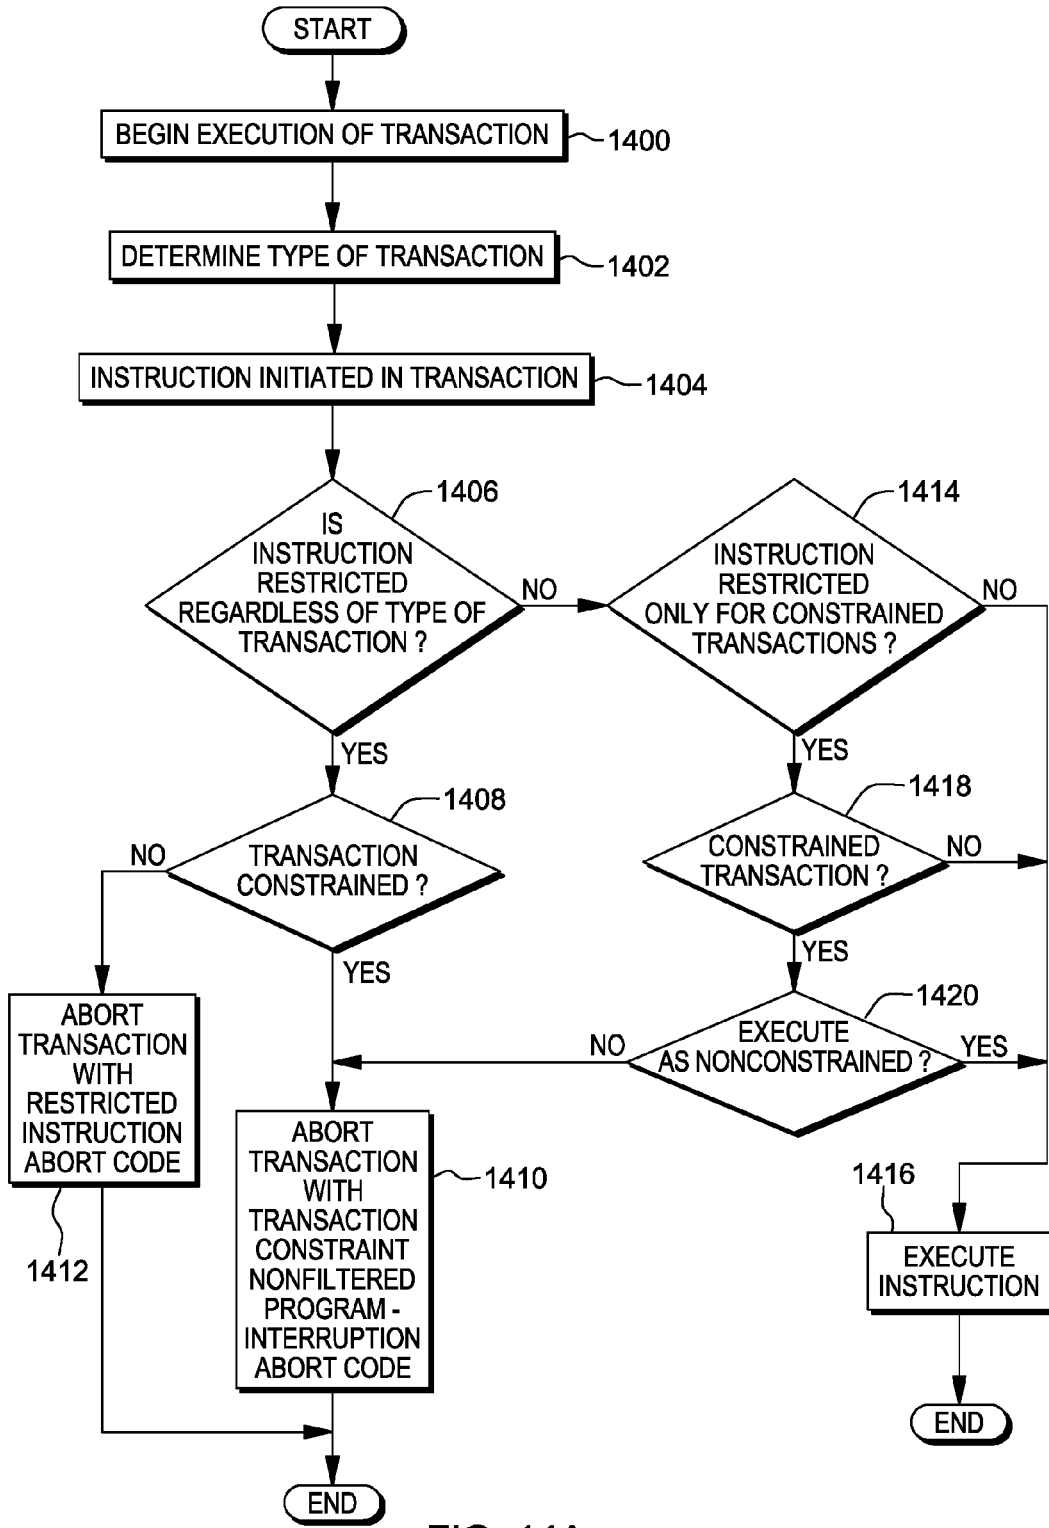 START
BEGIN EXECUTION OF TRANSACTION
1400
DETERMINE TYPE OF TRANSACTION
1402
INSTRUCTION INITIATED IN TRANSACTION
1404
1406
IS
INSTRUCTION
RESTRICTED
REGARDLESS OF TYPE OF
TRANSACTION ?
NO
YES
1414
INSTRUCTION
RESTRICTED
ONLY FOR CONSTRAINED
TRANSACTIONS ?
NO
YES
1408
TRANSACTION
CONSTRAINED ?
NO
YES
1418
CONSTRAINED
TRANSACTION ?
NO
YES
1420
EXECUTE
AS NONCONSTRAINED ?
NO
YES
ABORT
TRANSACTION
WITH
RESTRICTED
INSTRUCTION
ABORT CODE
1412
ABORT
TRANSACTION
WITH
TRANSACTION
CONSTRAINT
NONFILTERED
PROGRAM -
INTERRUPTION
ABORT CODE
1410
1416
EXECUTE
INSTRUCTION
END
END
FIG. 14A